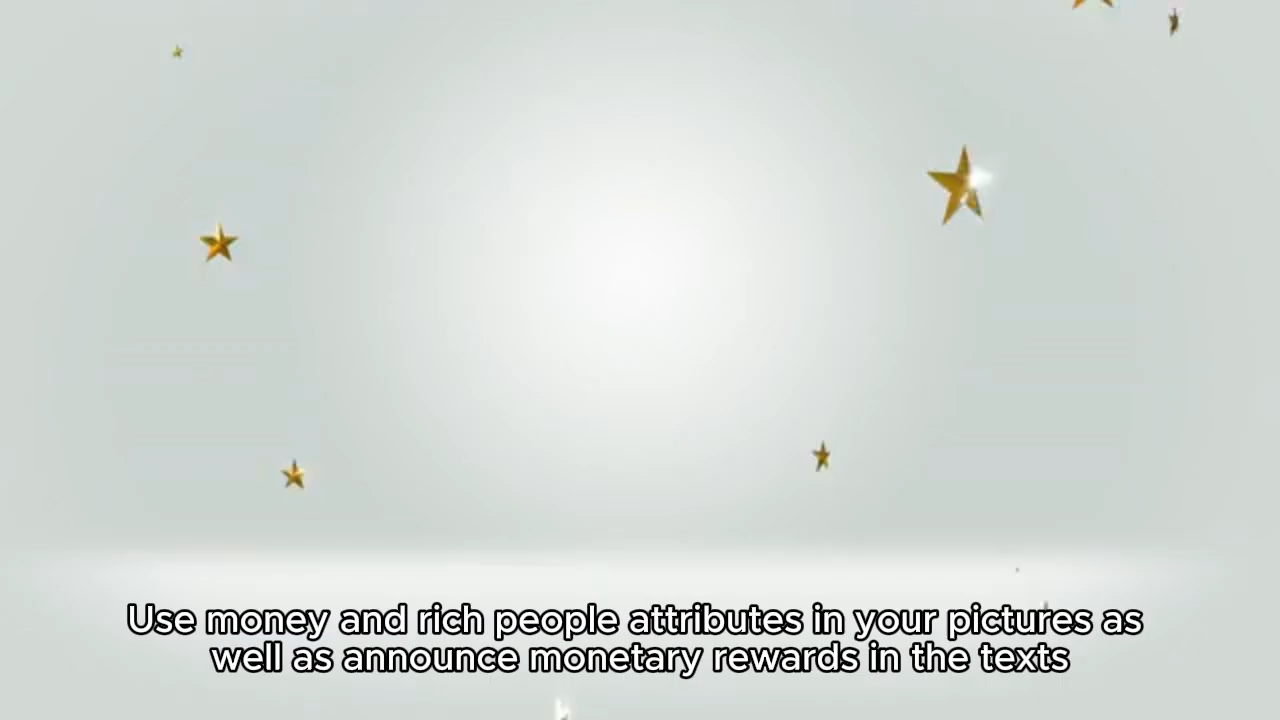 Use money and rich people attributes in your pictures as
well as announce monetary rewards in the texts